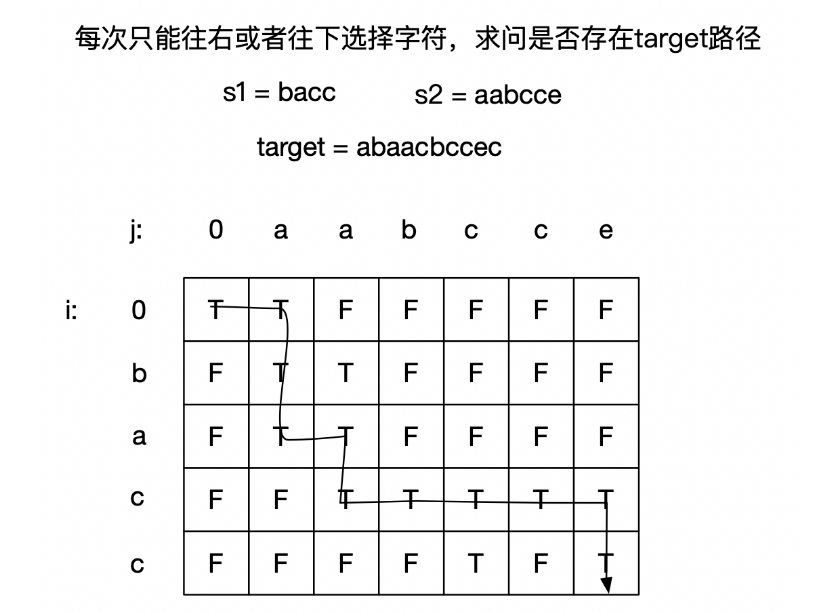 每次只能往右或者往下选择字符，求问是否存在target路径
s1 = bacc s2 = aabcce
target = abaacbccec
j: 0 a a b c c e
i: 0 T T F F F F F
b F T T F F F F
a F T T F F F F
c F F T T T T T
c F F F F T F T